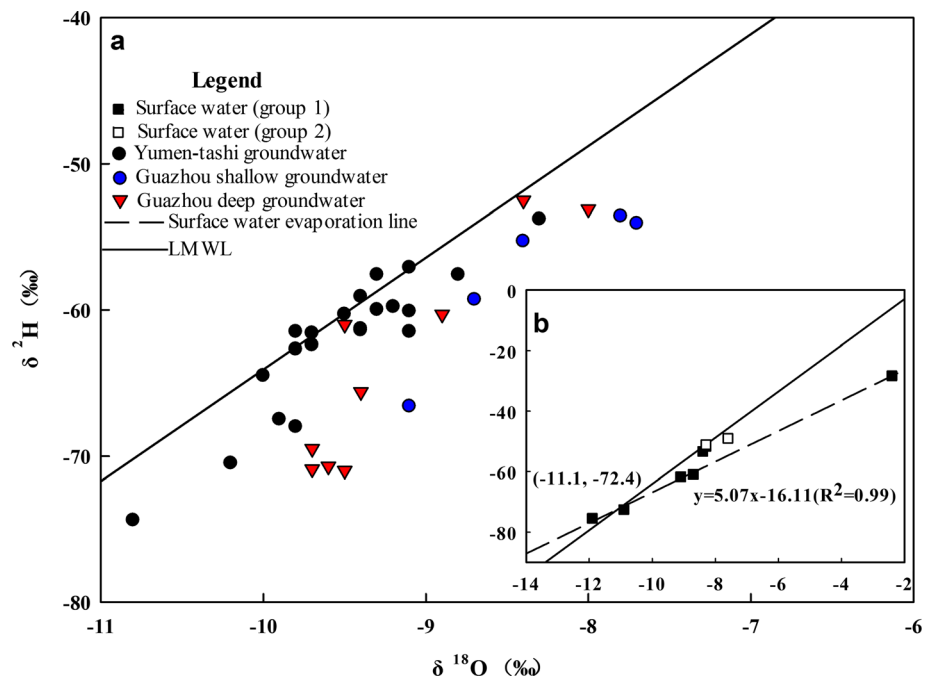 -40
a
Legend
Surface water (group 1)
Surface water (group 2)
Yumen-tashi groundwater
Guazhou shallow groundwater
Guazhou deep groundwater
Surface water evaporation line
LMWL
-50
-60
-70
-80
δ ²H (‰)
-11 -10 -9 -8 -7 -6
δ ¹⁸O (‰)
b
0
-20
-40
-60
-80
(-11.1, -72.4)
y=5.07x-16.11(R²=0.99)
-14 -12 -10 -8 -6 -4 -2